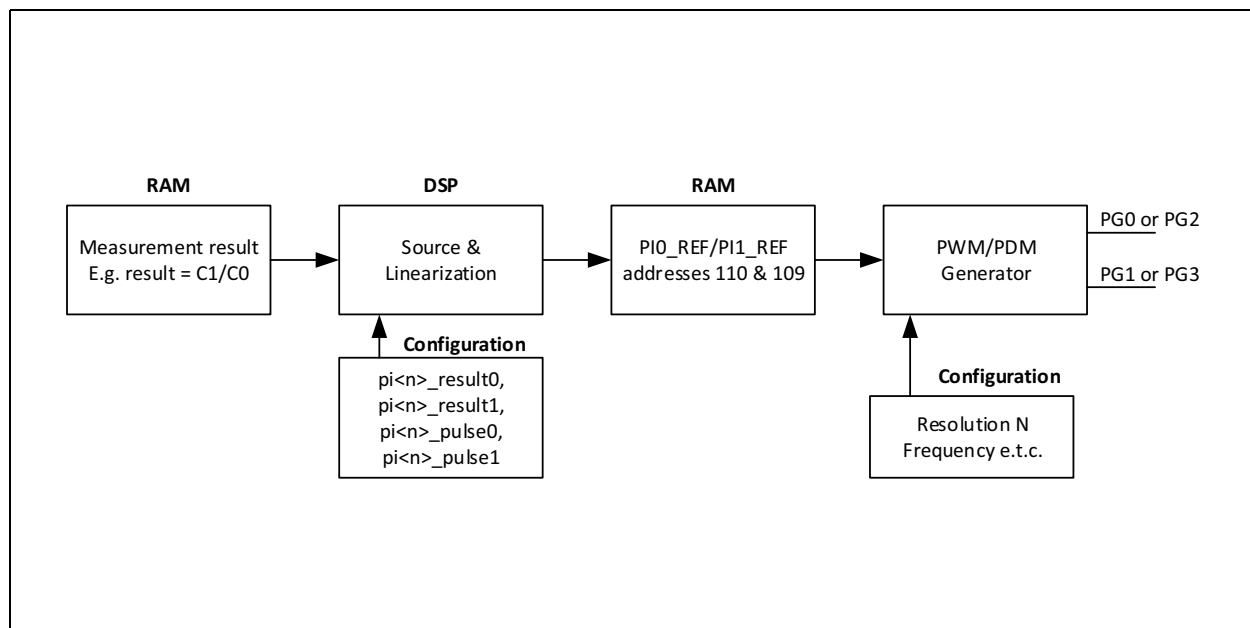 RAM
Measurement result
E.g. result = C1/C0
DSP
Source &
Linearization
Configuration
pi<n>_result0,
pi<n>_result1,
pi<n>_pulse0,
pi<n>_pulse1
RAM
PI0_REF/PI1_REF
addresses 110 & 109
PWM/PDM
Generator
Configuration
Resolution N
Frequency e.t.c.
PG0 or PG2
PG1 or PG3